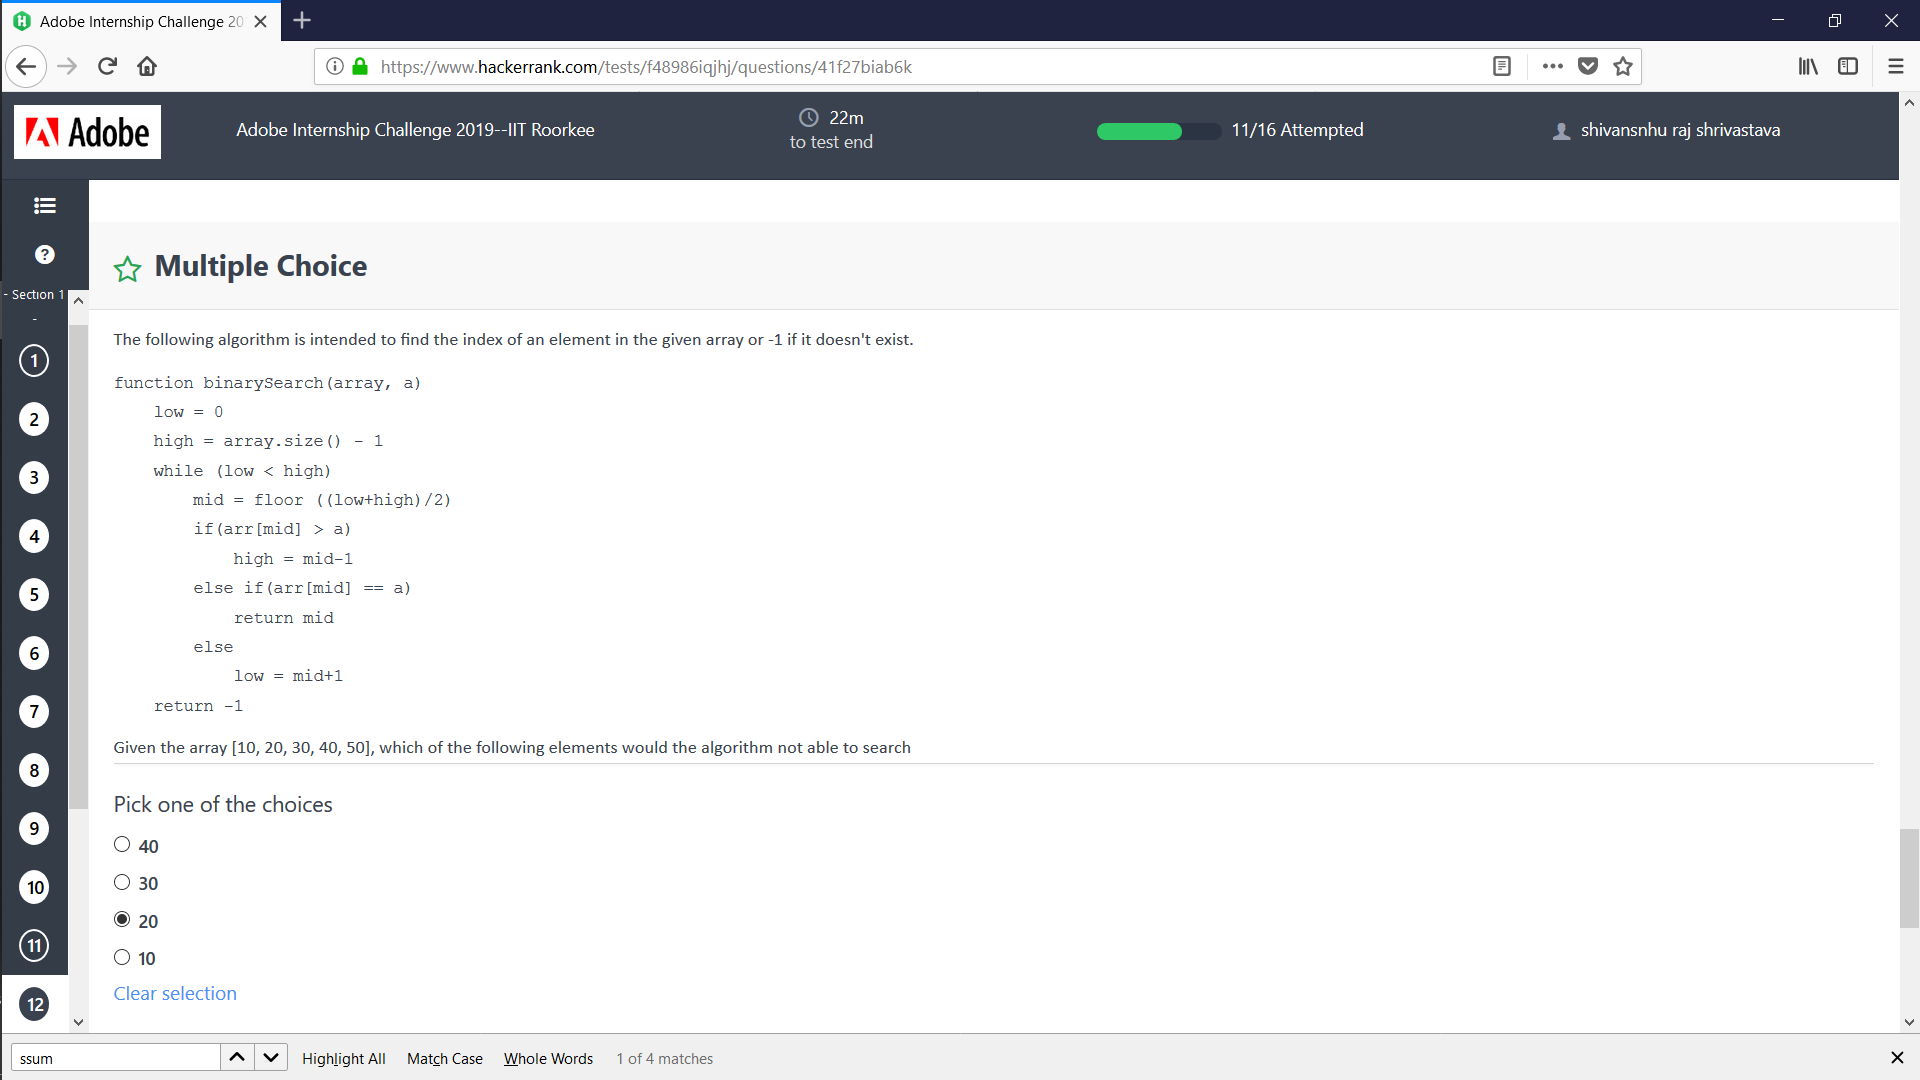 Adobe Internship Challenge 20
https://www.hackerrank.com/tests/f48986iqjhj/questions/41f27biab6k
Adobe
Adobe Internship Challenge 2019--IIT Roorkee
22m
to test end
11/16 Attempted
shivansnhu raj shrivastava
?
- Section 1
-
1
2
3
4
5
6
7
8
9
10
11
12
Multiple Choice
The following algorithm is intended to find the index of an element in the given array or -1 if it doesn't exist.
function binarySearch(array, a)
    low = 0
    high = array.size() - 1
    while (low < high)
        mid = floor ((low+high)/2)
        if(arr[mid] > a)
            high = mid-1
        else if(arr[mid] == a)
            return mid
        else
            low = mid+1
    return -1
Given the array [10, 20, 30, 40, 50], which of the following elements would the algorithm not able to search
Pick one of the choices
40
30
20
10
Clear selection
ssum
Highlight All
Match Case
Whole Words
1 of 4 matches